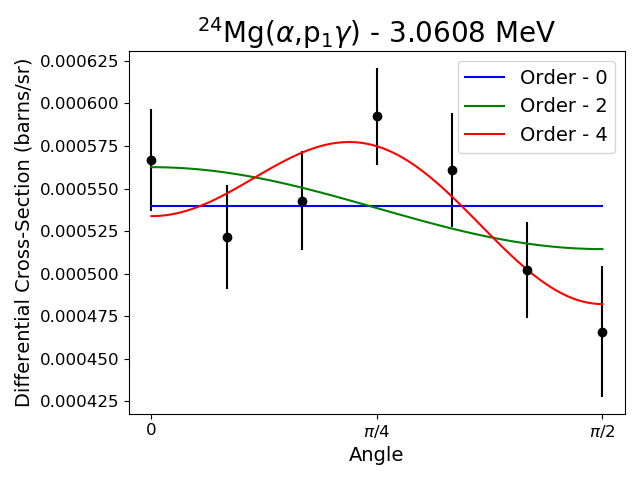 ²⁴Mg(α,p₁γ) - 3.0608 MeV
Differential Cross-Section (barns/sr)
0.000625
0.000600
0.000575
0.000550
0.000525
0.000500
0.000475
0.000450
0.000425
Order - 0
Order - 2
Order - 4
0 π/4 π/2
Angle